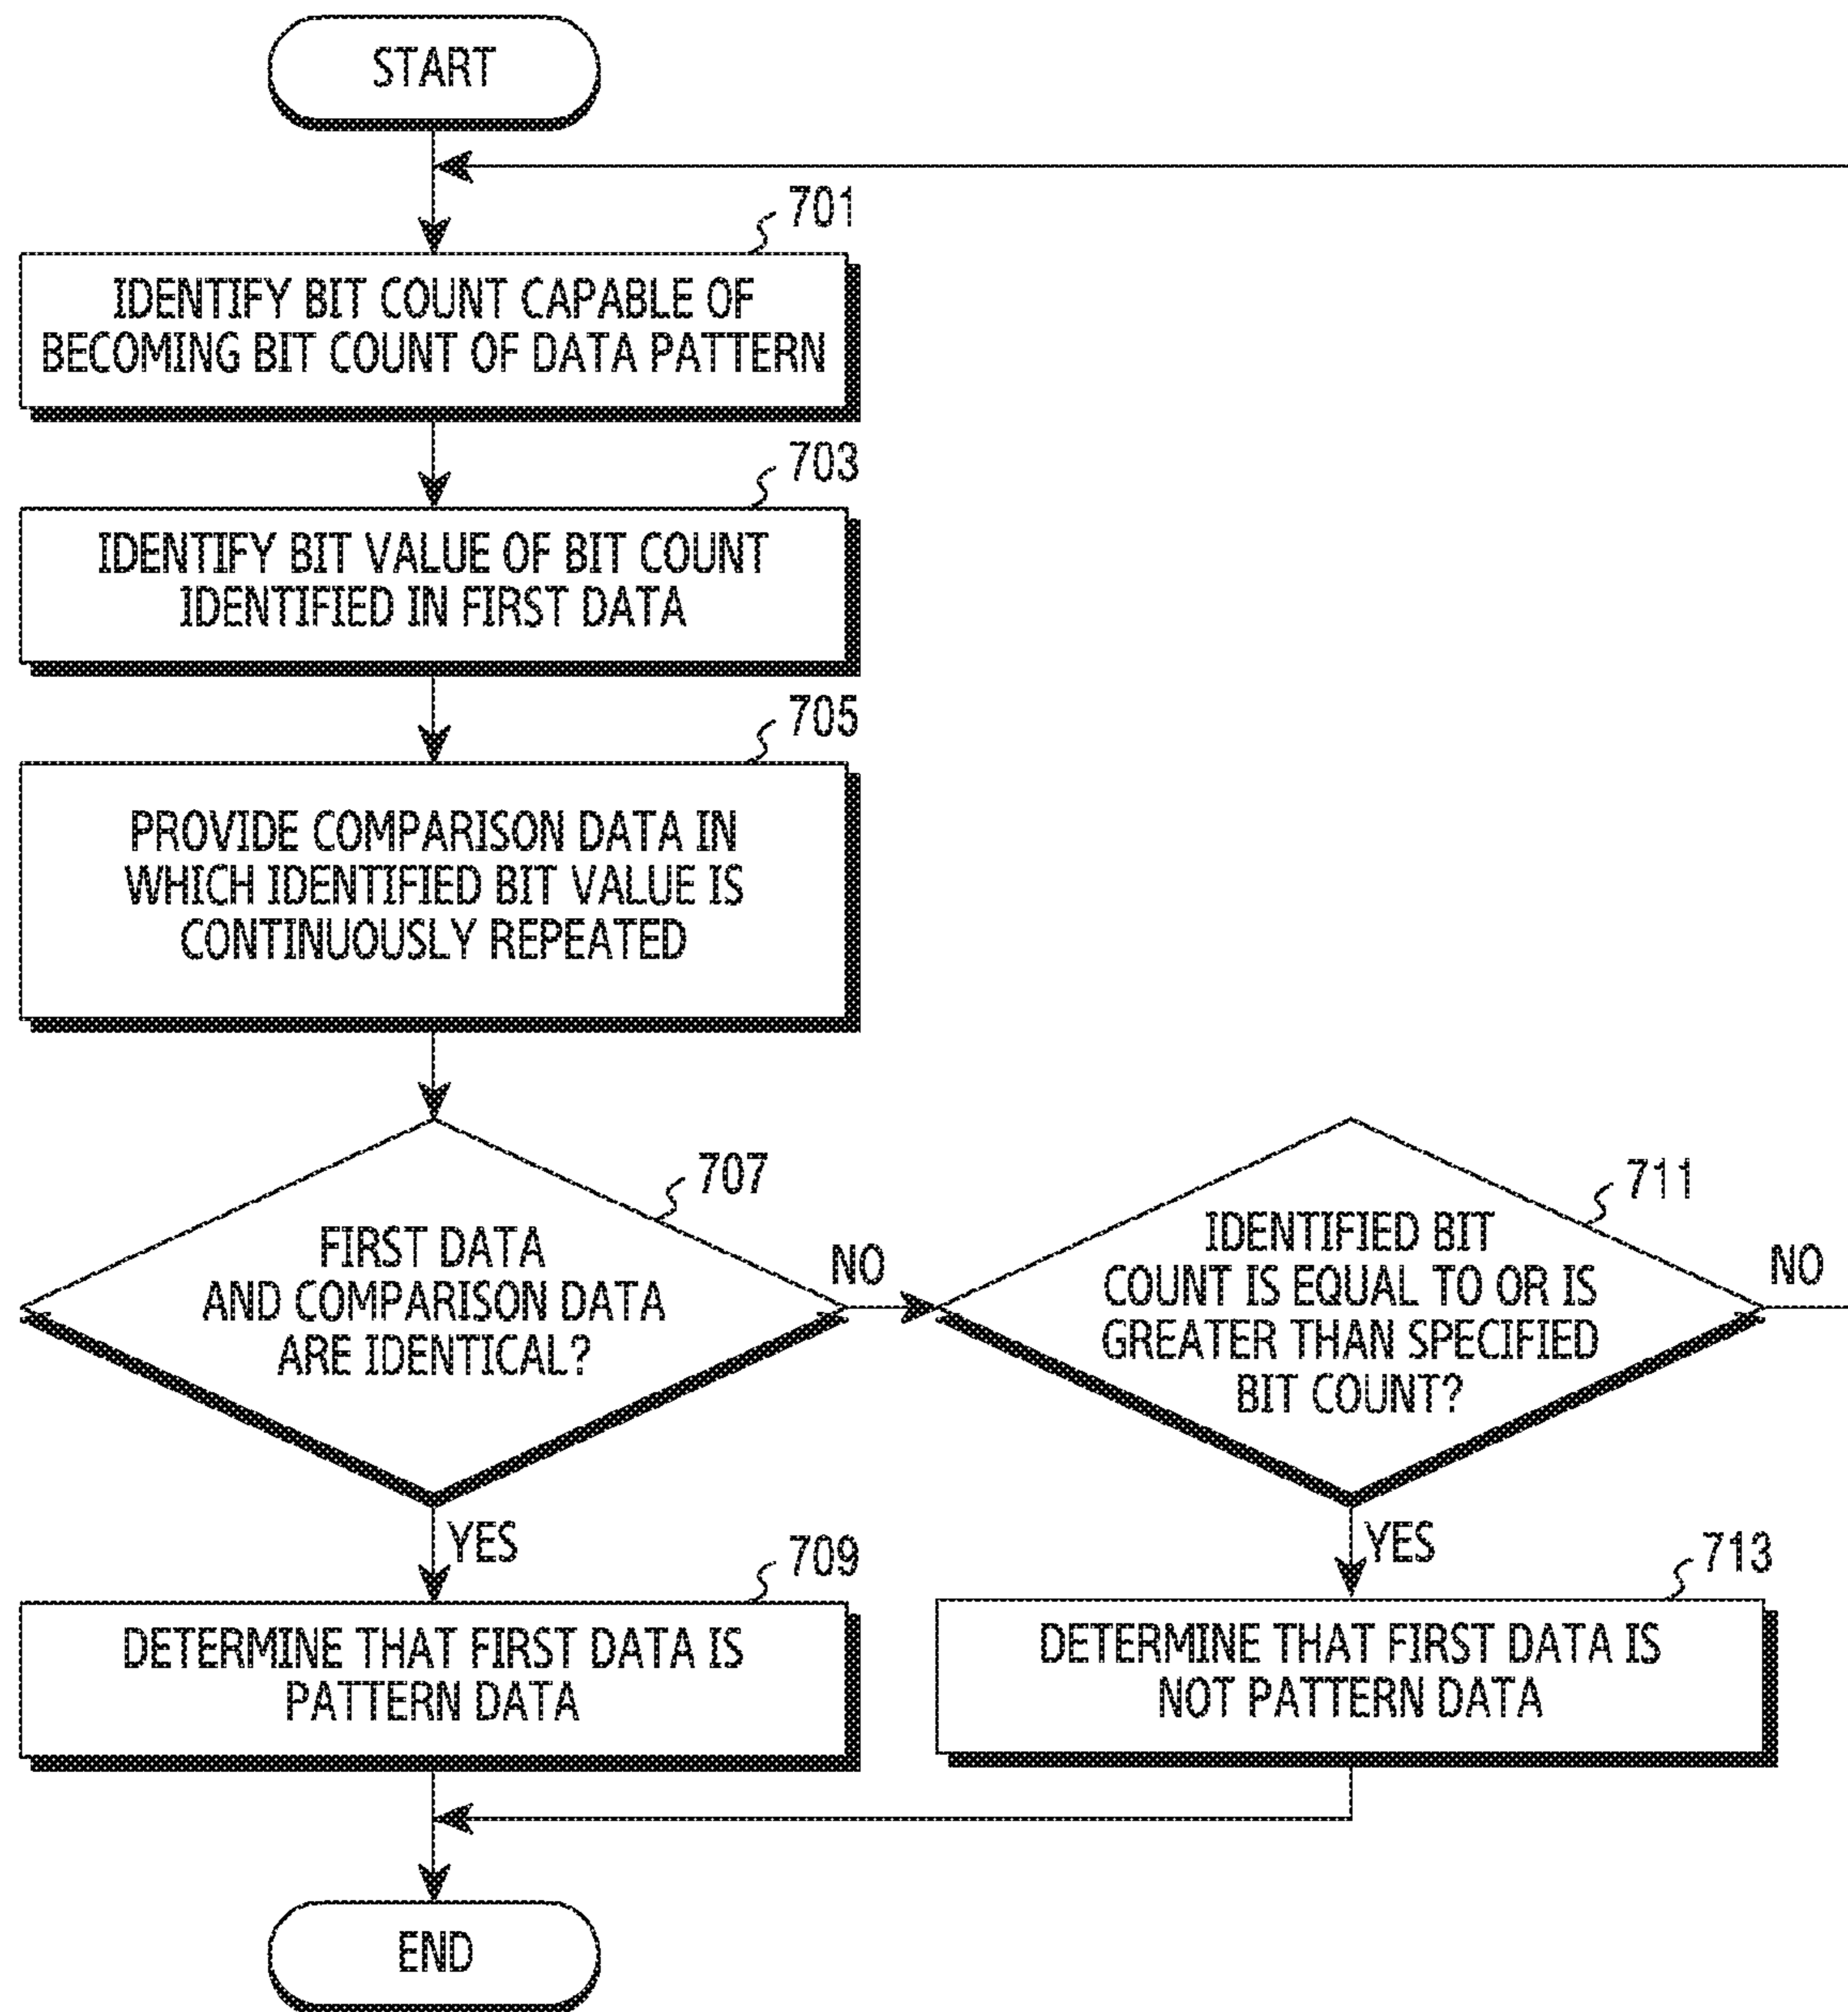 START
701
IDENTIFY BIT COUNT CAPABLE OF
BECOMING BIT COUNT OF DATA PATTERN
703
IDENTIFY BIT VALUE OF BIT COUNT
IDENTIFIED IN FIRST DATA
705
PROVIDE COMPARISON DATA IN
WHICH IDENTIFIED BIT VALUE IS
CONTINUOUSLY REPEATED
707
FIRST DATA
AND COMPARISON DATA
ARE IDENTICAL?
NO
YES
711
IDENTIFIED BIT
COUNT IS EQUAL TO OR IS
GREATER THAN SPECIFIED
BIT COUNT?
NO
YES
709
DETERMINE THAT FIRST DATA IS
PATTERN DATA
713
DETERMINE THAT FIRST DATA IS
NOT PATTERN DATA
END